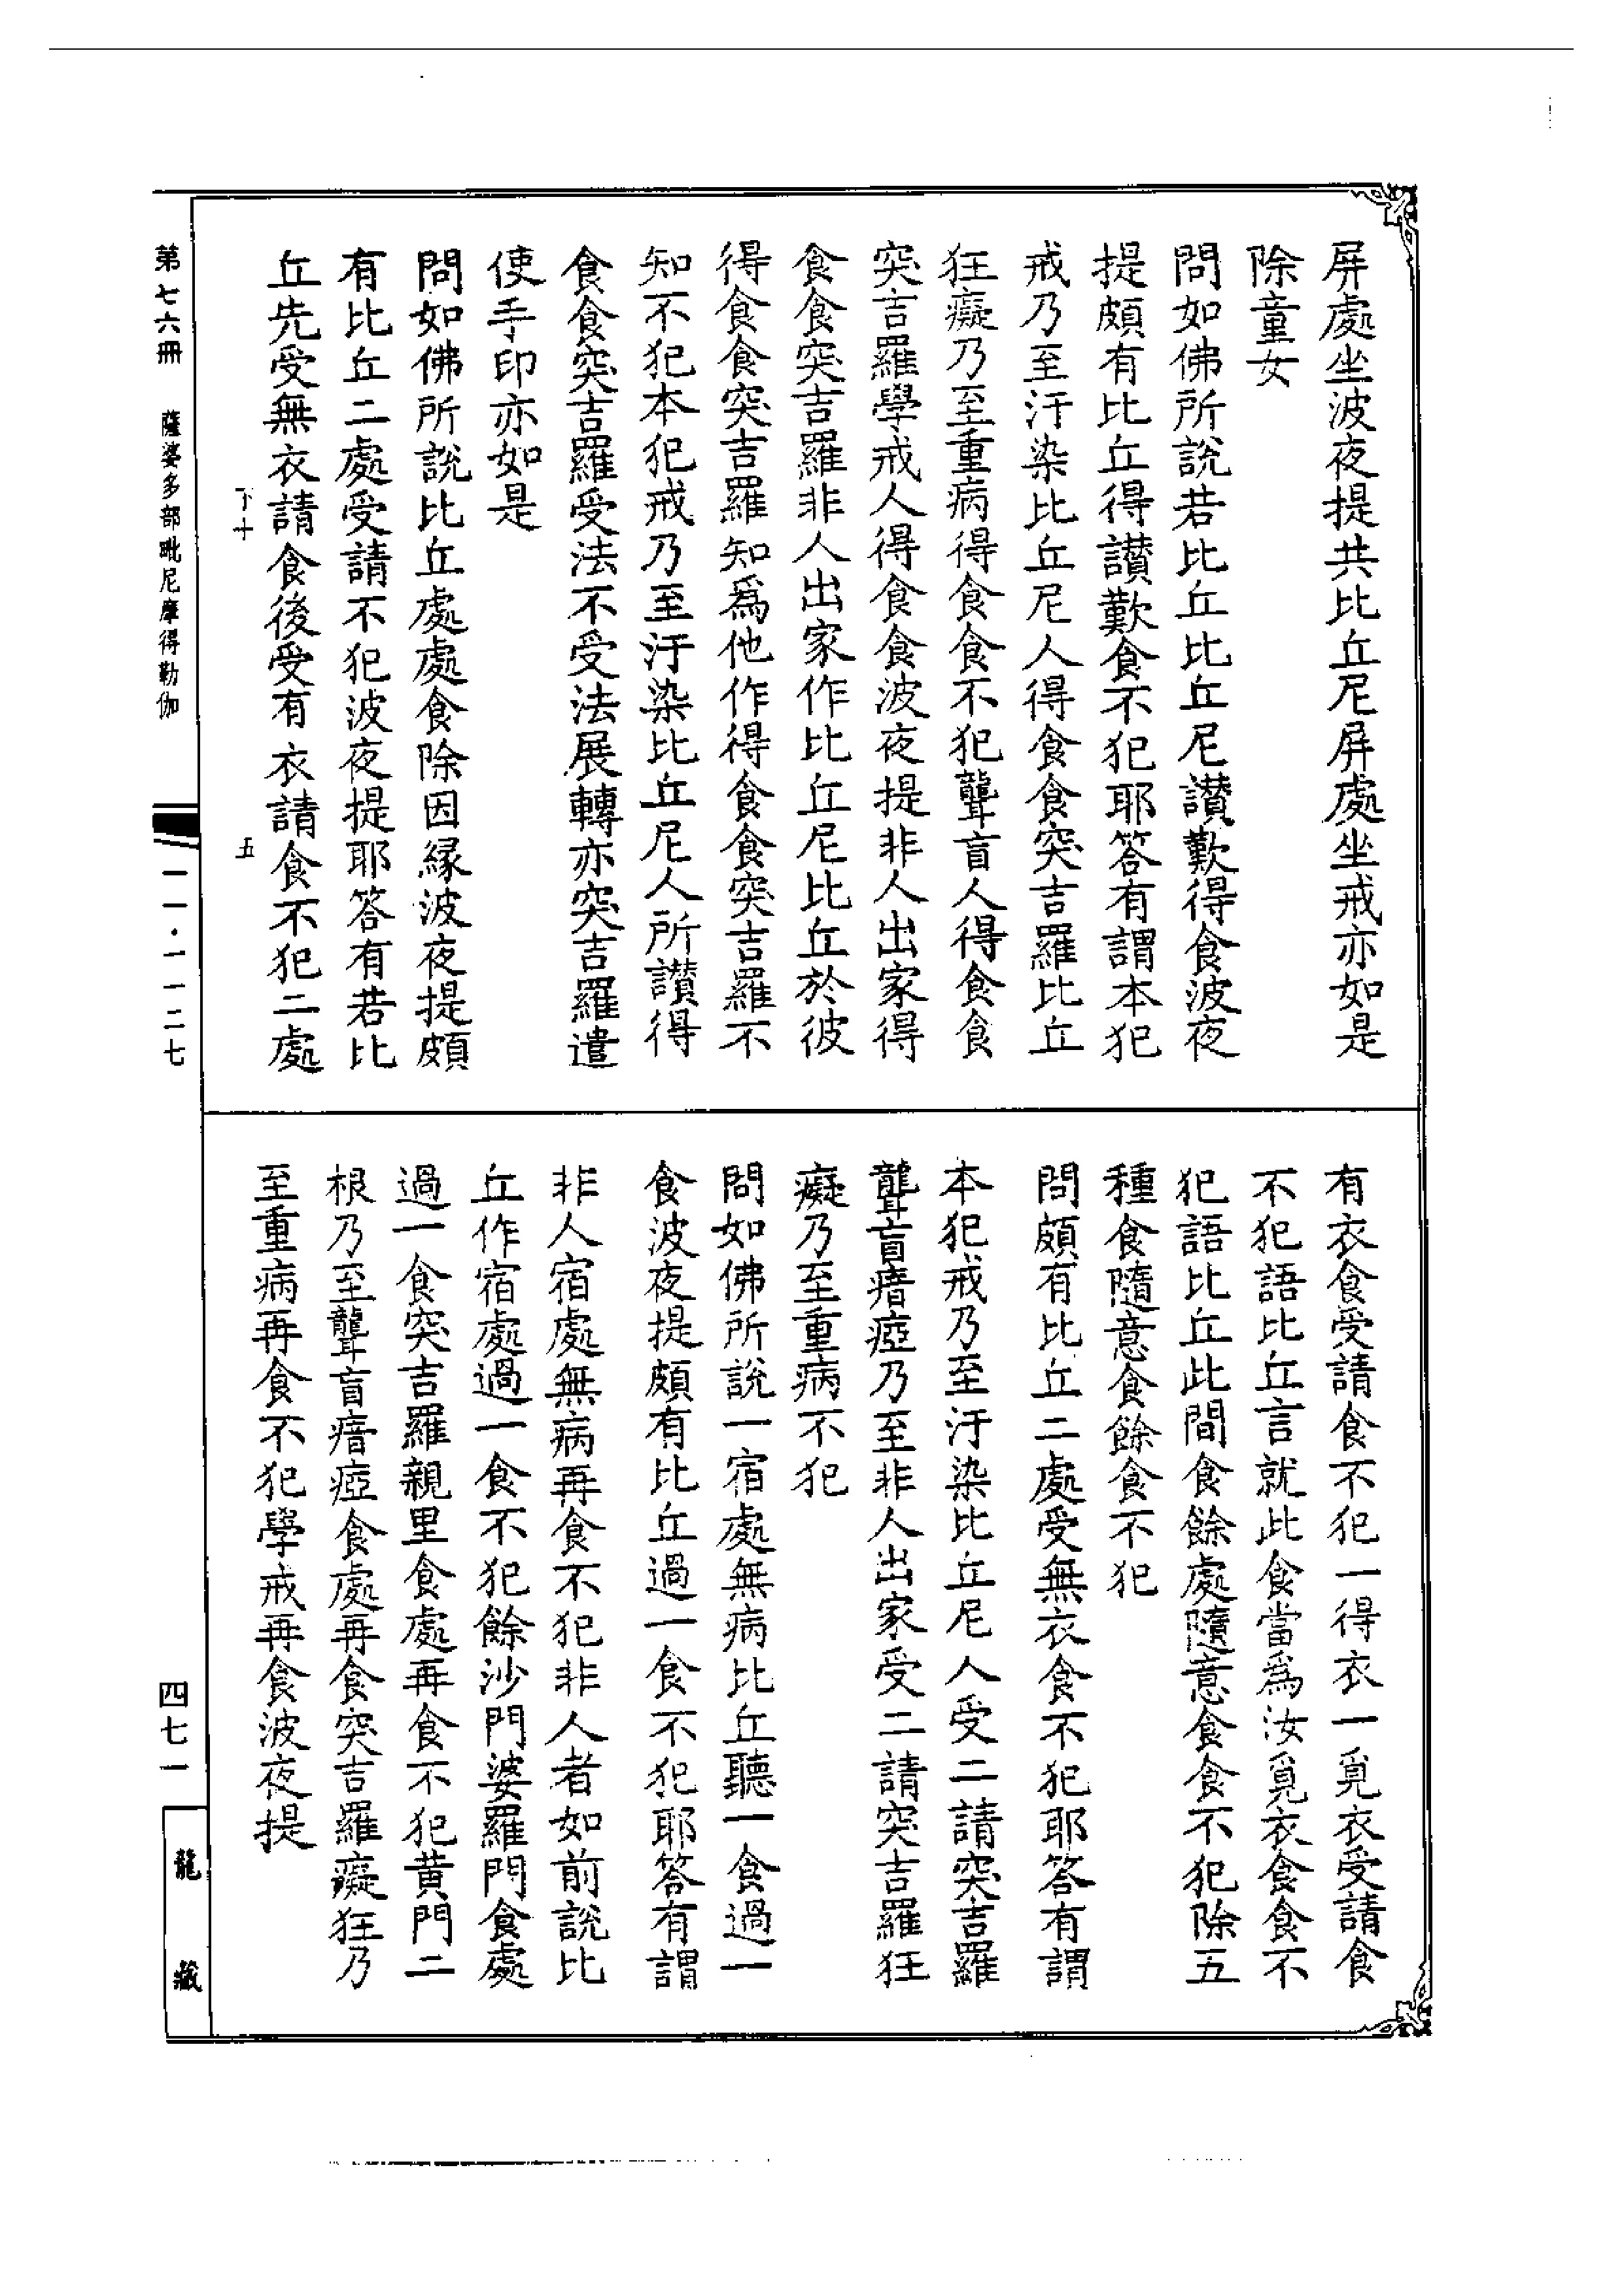 屏處坐波夜提共比丘尼屏處坐戒亦如是
除童女
問如佛所說若比丘比丘尼讃歎得食波夜
提頗有比丘得讃歎食不犯耶答有謂本犯
戒乃至汙染比丘尼人得食食突吉羅比丘
狂癡乃至重病得食食不犯聾盲人得食食
突吉羅學戒人得食食波夜提非人出家得
食食突吉羅非人出家作比丘尼比丘於彼
得食食突吉羅知爲他作得食食突吉羅不
知不犯本犯戒乃至汙染比丘尼人所讃得
食食突吉羅受法不受法展轉亦突吉羅遣
使手印亦如是
問如佛所說比丘處處食除因緣波夜提頗
有比丘二處受請不犯波夜提耶答有若比
丘先受無衣請食後受有衣請食不犯二處
有衣食受請食不犯一得衣一覓衣受請食
不犯語比丘言就此食當爲汝覓衣食食不
犯語比丘此間食餘處隨意食食不犯除五
種食隨意食餘食不犯
問頗有比丘二處受無衣食不犯耶答有謂
本犯戒乃至汙染比丘尼人受二請突吉羅
聾盲瘖瘂乃至非人出家受二請突吉羅狂
癡乃至重病不犯
問如佛所說一宿處無病比丘聽一食過一
食波夜提頗有比丘過一食不犯耶答有謂
非人宿處無病再食不犯非人者如前說比
丘作宿處過一食不犯餘沙門婆羅門食處
過一食突吉羅親里食處再食不犯黄門二
根乃至聾盲瘖瘂食處再食突吉羅癡狂乃
至重病再食不犯學戒再食波夜提
下十 五
第七六冊 薩婆多部毗尼摩得勒伽
一一·一一二七
四七一
龍藏